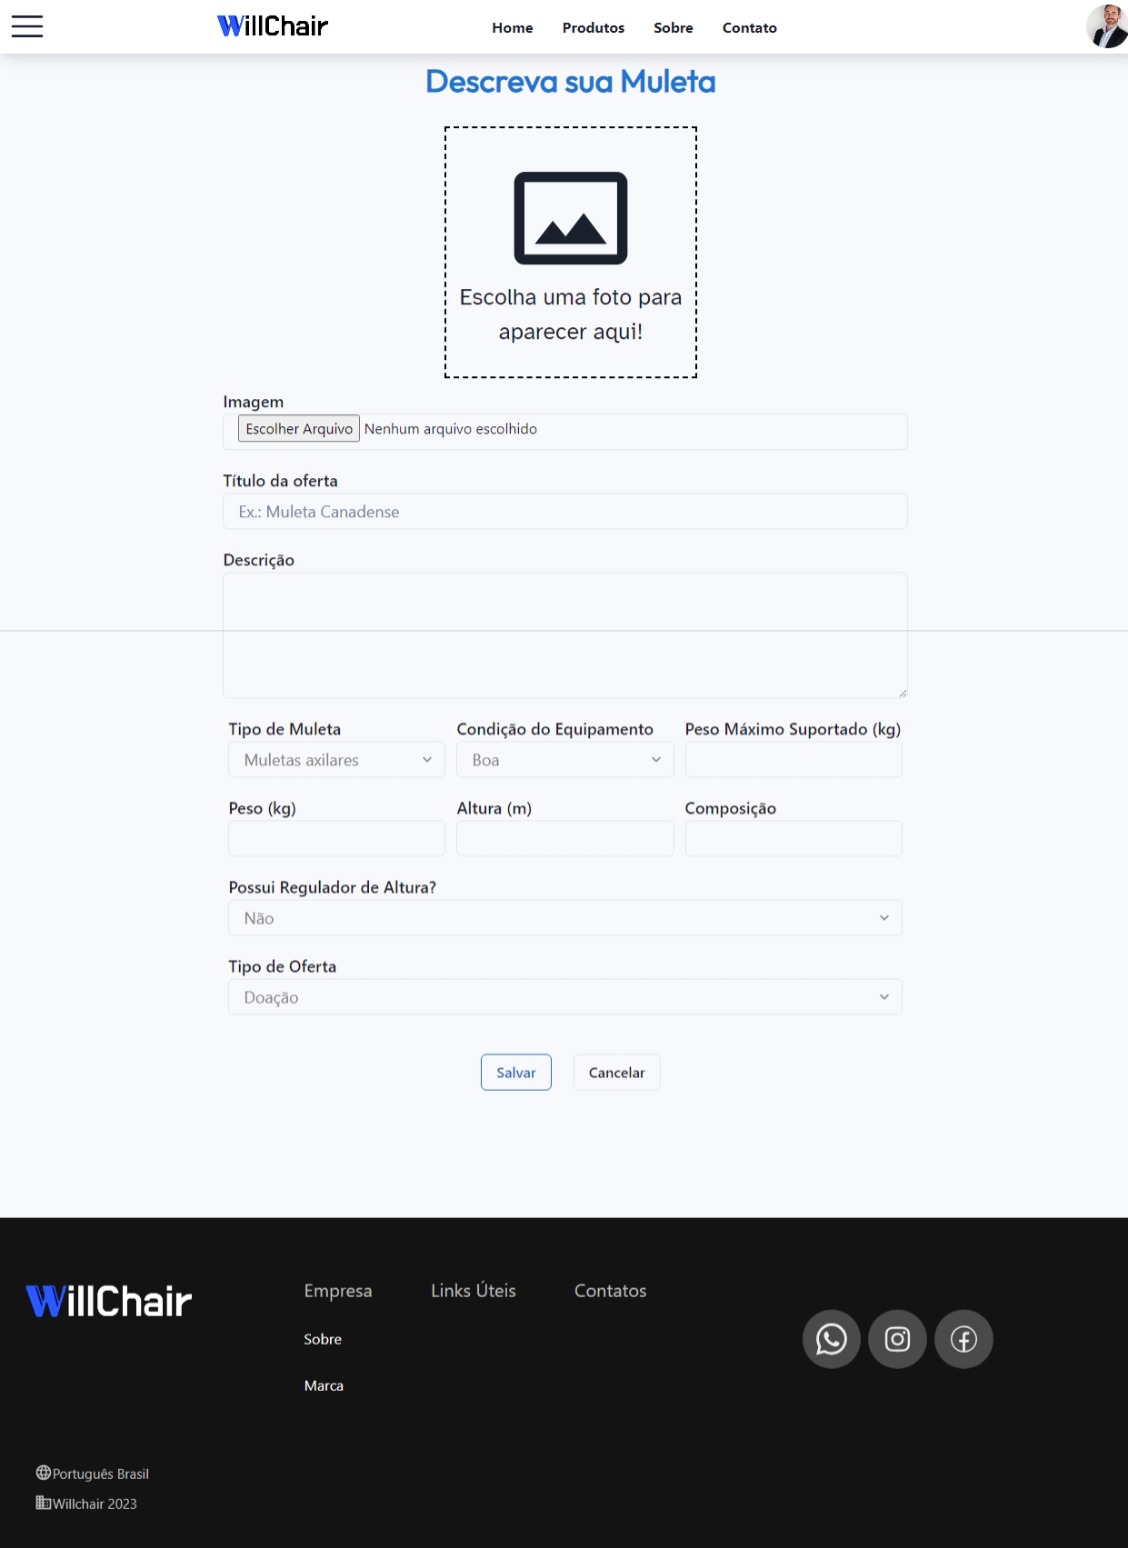 WillChair
Home Produtos Sobre Contato
Descreva sua Muleta
Escolha uma foto para
aparecer aqui!
Imagem
Escolher Arquivo Nenhum arquivo escolhido
Título da oferta
Ex.: Muleta Canadense
Descrição
Tipo de Muleta Condição do Equipamento Peso Máximo Suportado (kg)
Muletas axilares Boa
Peso (kg) Altura (m) Composição
Possui Regulador de Altura?
Não
Tipo de Oferta
Doação
Salvar Cancelar
WillChair
Empresa Links Úteis Contatos
Sobre
Marca
Português Brasil
Willchair 2023